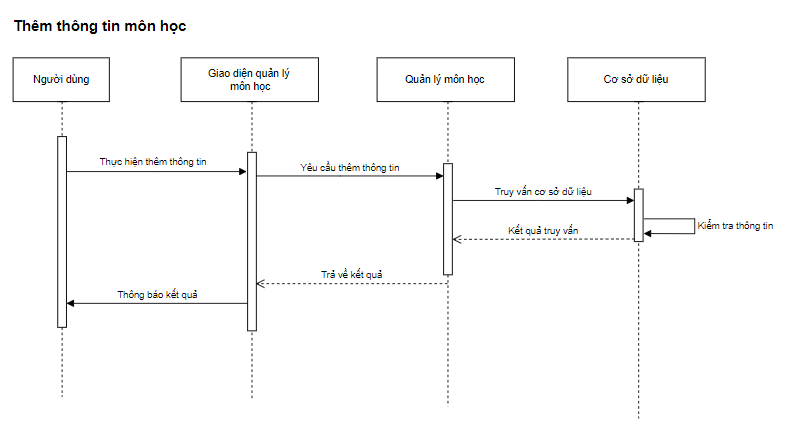 Thêm thông tin môn học
Người dùng
Giao diện quản lý
môn học
Quản lý môn học
Cơ sở dữ liệu
Thực hiện thêm thông tin
Yêu cầu thêm thông tin
Truy vấn cơ sở dữ liệu
Kiểm tra thông tin
Kết quả truy vấn
Trả về kết quả
Thông báo kết quả